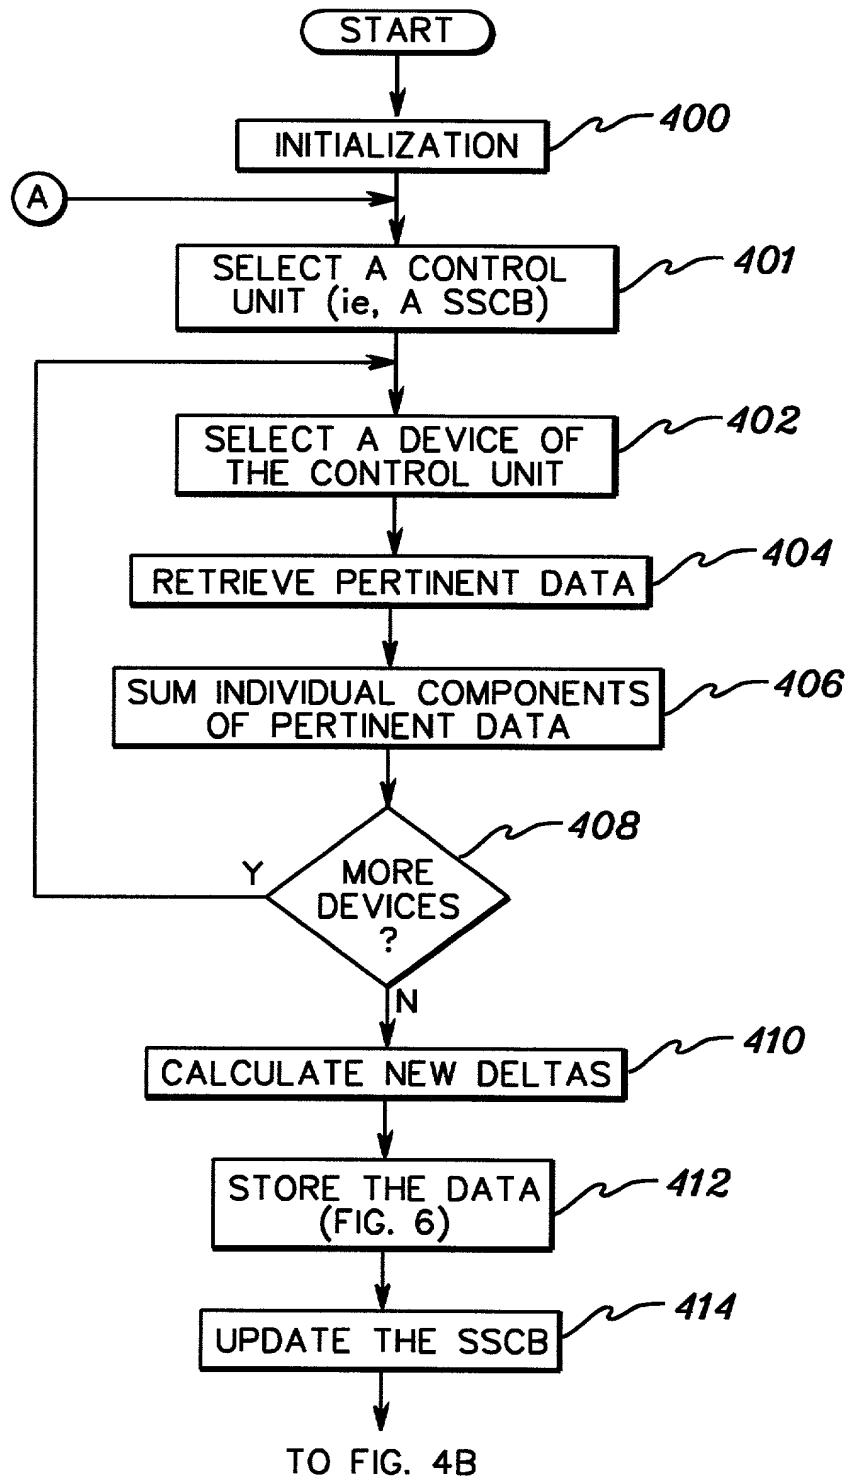 START
INITIALIZATION
400
A
SELECT A CONTROL
UNIT (ie, A SSCB)
401
SELECT A DEVICE OF
THE CONTROL UNIT
402
RETRIEVE PERTINENT DATA
404
SUM INDIVIDUAL COMPONENTS
OF PERTINENT DATA
406
MORE
DEVICES
?
408
Y
N
CALCULATE NEW DELTAS
410
STORE THE DATA
(FIG. 6)
412
UPDATE THE SSCB
414
TO FIG. 4B